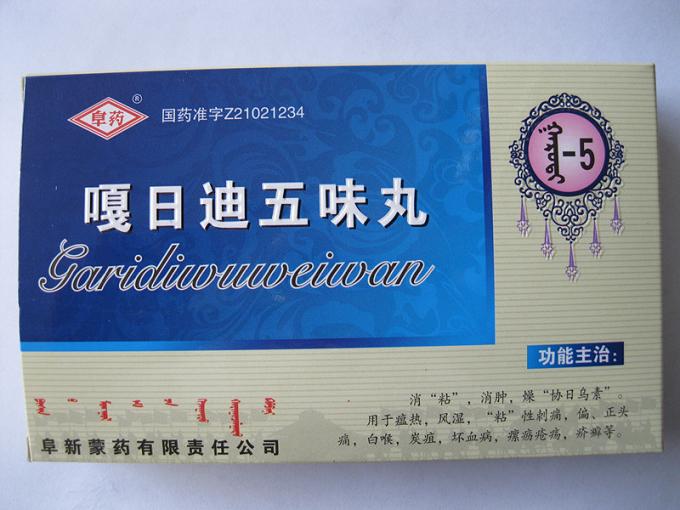 阜药®
国药准字Z21021234
-5
嘎日迪五味丸
Garidiwuweiwan
功能主治:
消“粘”,消肿,燥“协日乌素”。
用于瘟热,风湿,“粘”性刺痛,偏、正头
痛,白喉,炭疽,坏血病,瘰疬疮疡,疥癣等。
阜新蒙药有限责任公司